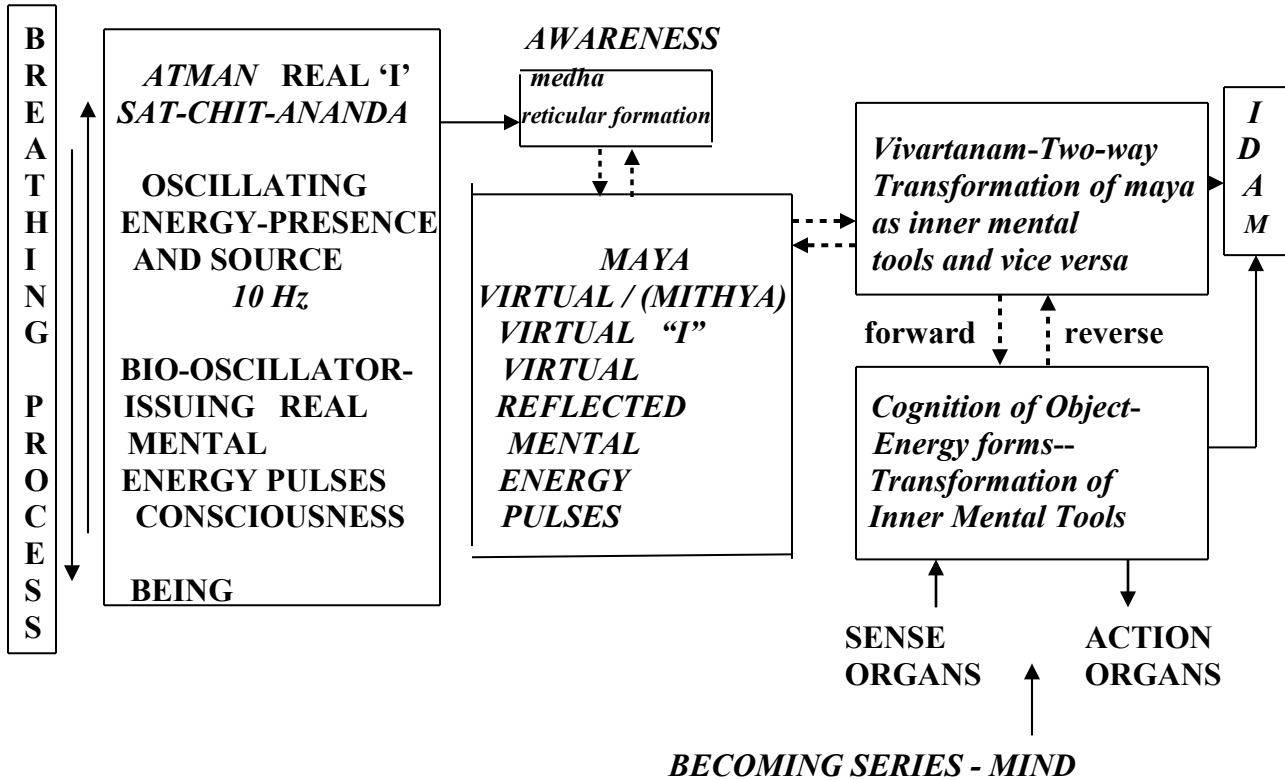 BREATHING PROCESS
ATMAN REAL ‘I’
SAT-CHIT-ANANDA
OSCILLATING
ENERGY-PRESENCE
AND SOURCE
10 Hz
BIO-OSCILLATOR-
ISSUING REAL
MENTAL
ENERGY PULSES
CONSCIOUSNESS
BEING
AWARENESS
medha
reticular formation
MAYA
VIRTUAL / (MITHYA)
VIRTUAL “I”
VIRTUAL
REFLECTED
MENTAL
ENERGY
PULSES
Vivartanam-Two-way
Transformation of maya
as inner mental
tools and vice versa
IDAM
forward reverse
Cognition of Object-
Energy forms--
Transformation of
Inner Mental Tools
SENSE
ORGANS
ACTION
ORGANS
BECOMING SERIES - MIND